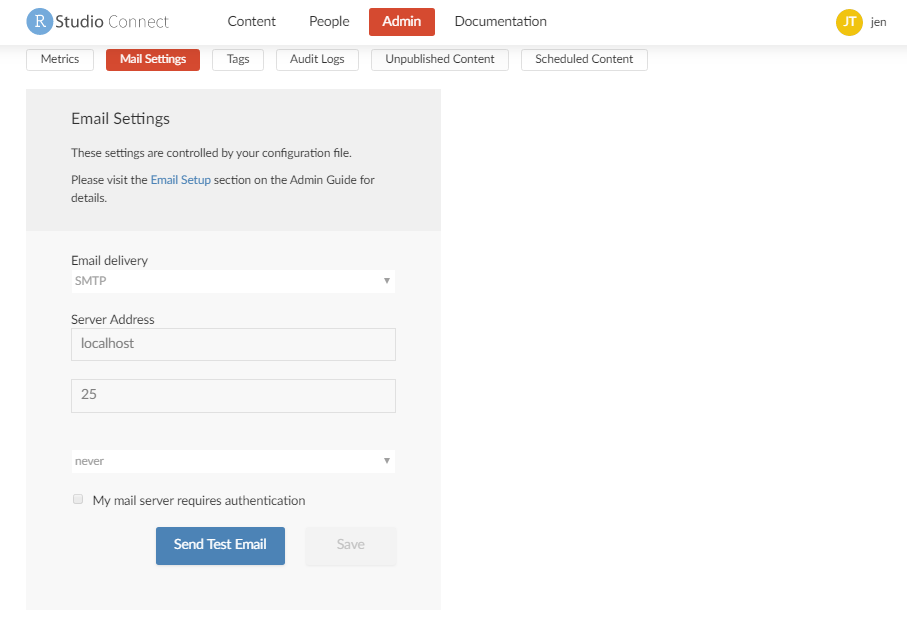 R Studio Connect Content People Admin Documentation JT jen
Metrics Mail Settings Tags Audit Logs Unpublished Content Scheduled Content
Email Settings
These settings are controlled by your configuration file.
Please visit the Email Setup section on the Admin Guide for
details.
Email delivery
SMTP
Server Address
localhost
25
never
My mail server requires authentication
Send Test Email Save